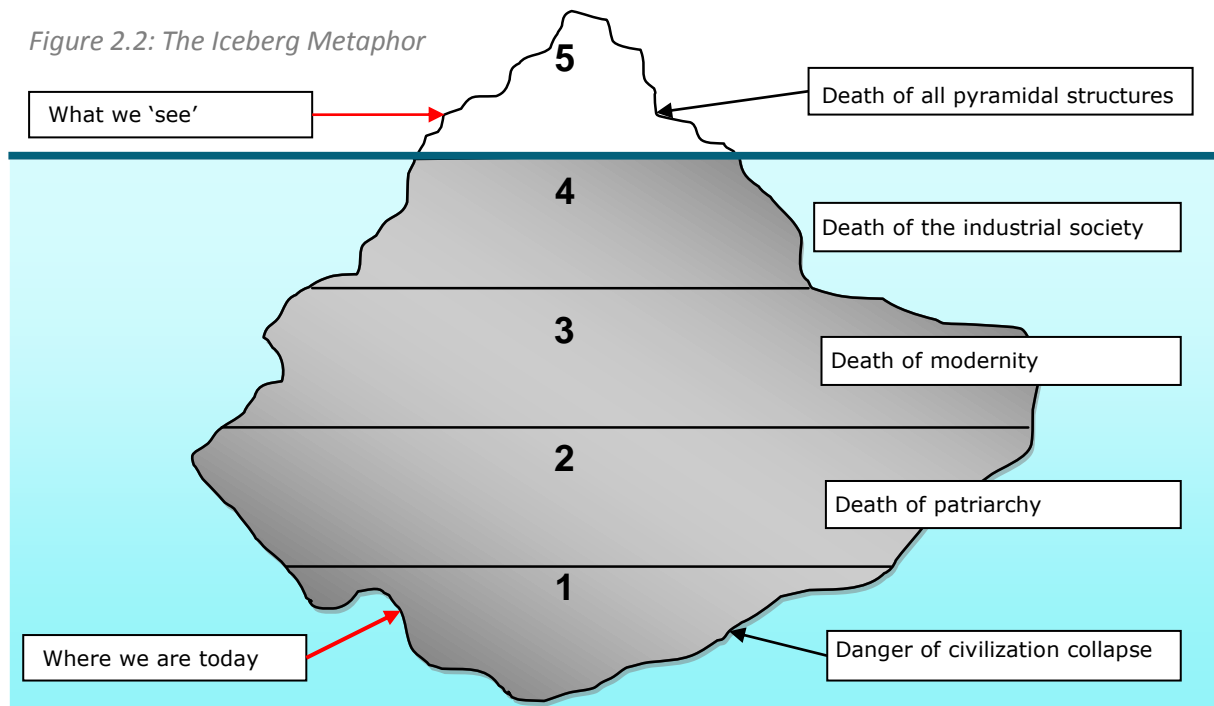 Figure 2.2: The Iceberg Metaphor
5
What we ‘see’
Death of all pyramidal structures
4
Death of the industrial society
3
Death of modernity
2
Death of patriarchy
1
Where we are today
Danger of civilization collapse